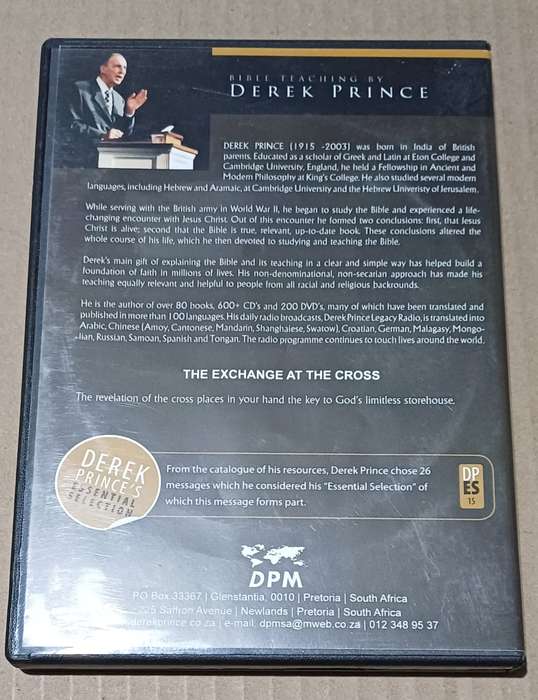 BIBLE TEACHING BY
DEREK PRINCE
DEREK PRINCE (1915 -2003) was born in India of British
parents. Educated as a scholar of Greek and Latin at Eton College and
Cambridge University, England, he held a Fellowship in Ancient and
Modern Philosophy at King's College. He also studied several modern
languages, including Hebrew and Aramaic, at Cambridge University and the Hebrew Univeristy of Jerusalem.
While serving with the British army in World War II, he began to study the Bible and experienced a life-
changing encounter with Jesus Christ. Out of this encounter he formed two conclusions: first, that Jesus
Christ is alive; second that the Bible is true, relevant, up-to-date book. These conclusions altered the
whole course of his life, which he then devoted to studying and teaching the Bible.
Derek's main gift of explaining the Bible and its teaching in a clear and simple way has helped build a
foundation of faith in millions of lives. His non-denominational, non-secarian approach has made his
teaching equally relevant and helpful to people from all racial and religious backrounds.
He is the author of over 80 books, 600+ CD's and 200 DVD's, many of which have been translated and
published in more than 100 languages. His daily radio broadcasts, Derek Prince Legacy Radio, is translated into
Arabic, Chinese (Amoy, Cantonese, Mandarin, Shanghaiese, Swatow), Croatian, German, Malagasy, Mongo-
lian, Russian, Samoan, Spanish and Tongan. The radio programme continues to touch lives around the world.
THE EXCHANGE AT THE CROSS
The revelation of the cross places in your hand the key to God's limitless storehouse.
DEREK
PRINCE'S
ESSENTIAL
SELECTION
From the catalogue of his resources, Derek Prince chose 26
messages which he considered his "Essential Selection" of
which this message forms part.
DP
ES
15
DPM
PO Box 33367 | Glenstantia, 0010 | Pretoria | South Africa
225 Saffron Avenue | Newlands | Pretoria | South Africa
derekprince.co.za | e-mail: dpmsa@mweb.co.za | 012 348 95 37